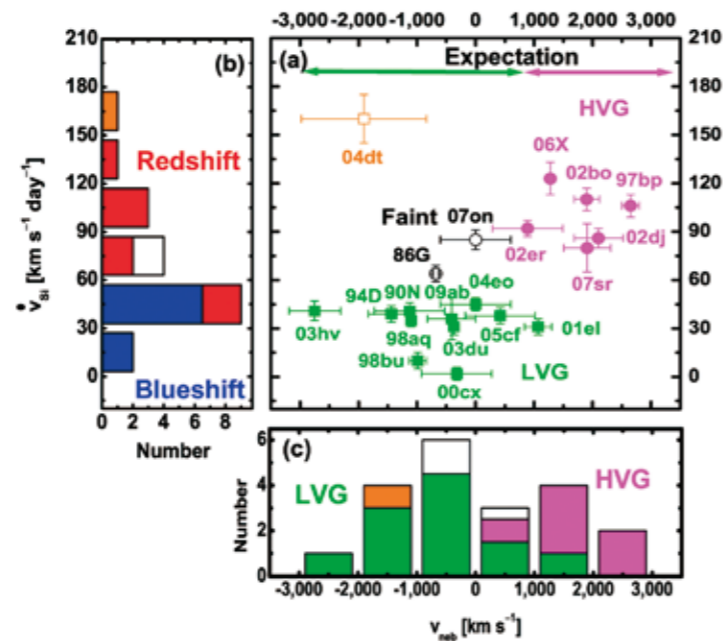 -3,000 -2,000 -1,000 0 1,000 2,000 3,000
210 (b) (a) Expectation 210
180 HVG 180
150 04dt 06X 150
Redshift 02bo 97bp
120 120
Faint 07on
90 02er 02dj 90
86G 07sr
60 94D 90N 09ab 04eo 60
30 03hv 98aq 05cf 01el 30
98bu 03du
0 Blueshift 00cx LVG 0
v̇Si [km s⁻¹ day⁻¹]
0 2 4 6 8
Number
(c)
6
4 LVG HVG
2
0
Number
-3,000 -2,000 -1,000 0 1,000 2,000 3,000
vneb [km s⁻¹]